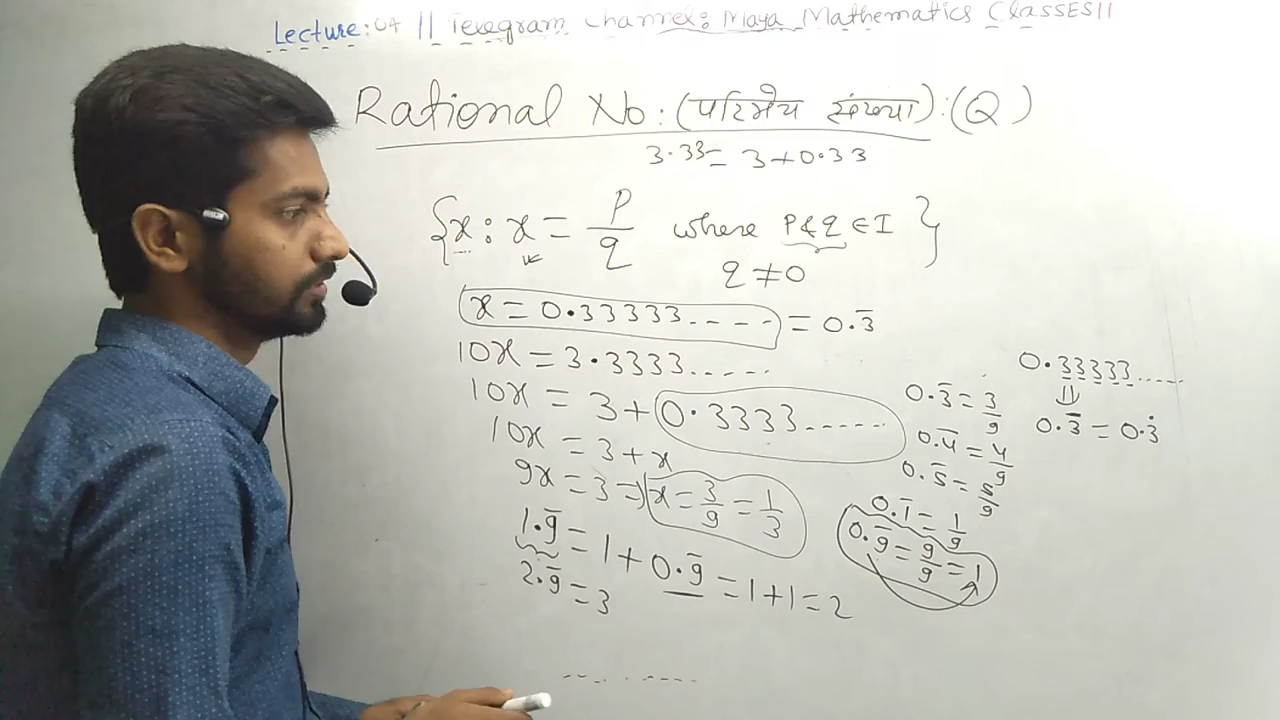 Lecture: 04 || Telegram Channel: Maya Mathematics Classes ||
Rational No: (परिमेय संख्या) : (Q)
3.33 = 3 + 0.33
{x : x = P/q where P & q ∈ I}
q ≠ 0
x = 0.33333..... = 0.3̅
10x = 3.3333.....
10x = 3 + 0.3333.....
10x = 3 + x
9x = 3 ⇒ x = 3/9 = 1/3
1.9̅ = 1 + 0.9̅ = 1 + 1 = 2
2.9̅ = 3
0.3̅ = 3/9
0.4̅ = 4/9
0.5̅ = 5/9
0.1̅ = 1/9
0.9̅ = 9/9 = 1
0.33333.....
||
0.3̅ = 0.3̇